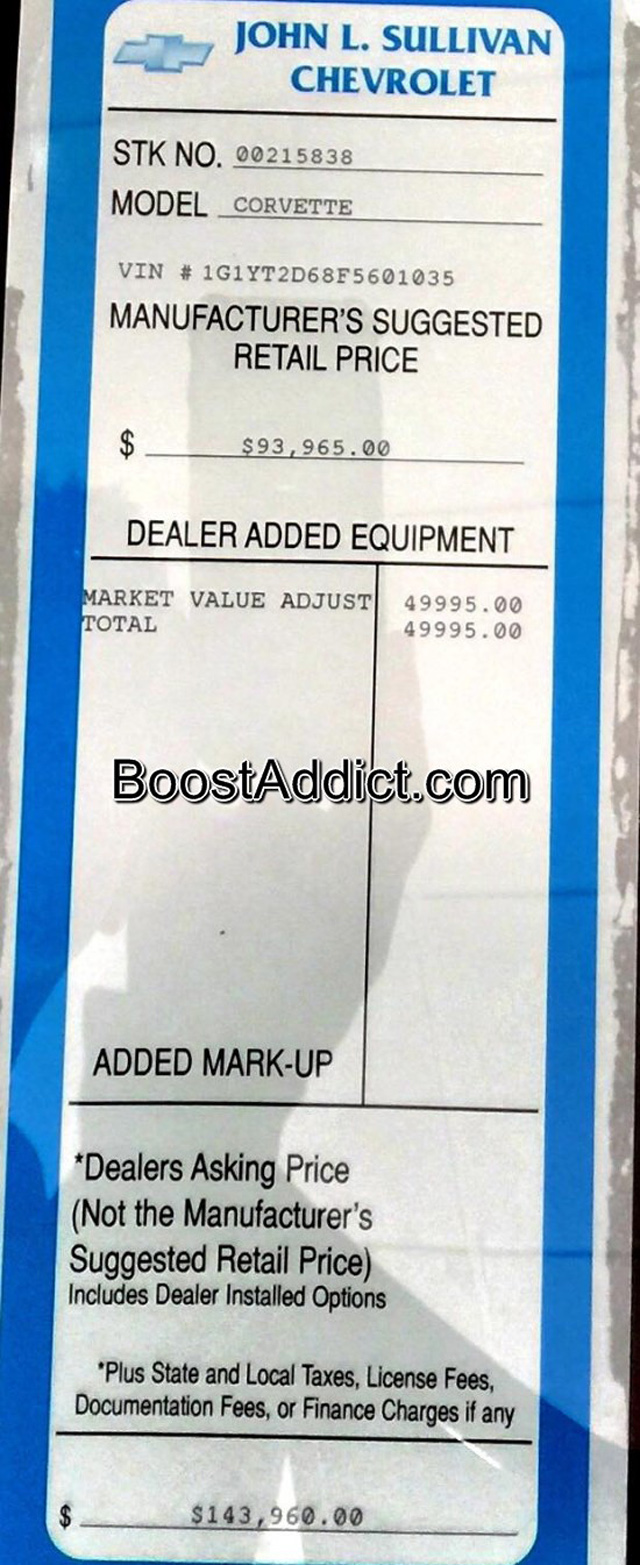 JOHN L. SULLIVAN
CHEVROLET
STK NO. 00215838
MODEL CORVETTE
VIN # 1G1YT2D68F5601035
MANUFACTURER'S SUGGESTED
RETAIL PRICE
$ $93,965.00
DEALER ADDED EQUIPMENT
MARKET VALUE ADJUST 49995.00
TOTAL 49995.00
BoostAddict.com
ADDED MARK-UP
*Dealers Asking Price
(Not the Manufacturer's
Suggested Retail Price)
Includes Dealer Installed Options
*Plus State and Local Taxes, License Fees,
Documentation Fees, or Finance Charges if any
$ $143,960.00